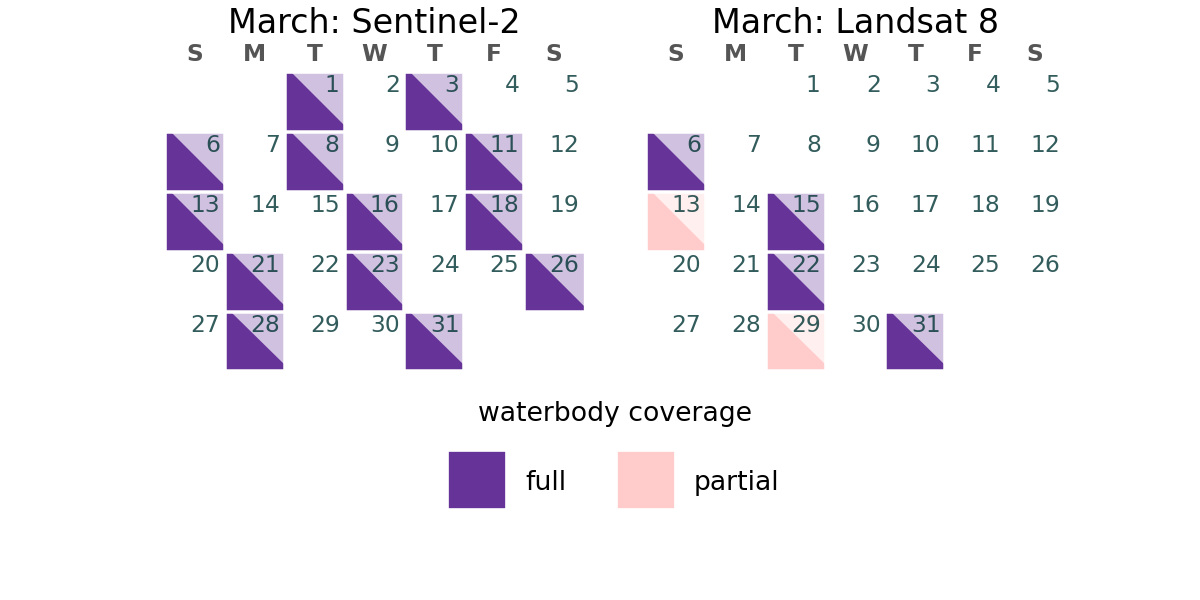 March: Sentinel-2
S M T W T F S
1 2 3 4 5
6 7 8 9 10 11 12
13 14 15 16 17 18 19
20 21 22 23 24 25 26
27 28 29 30 31
March: Landsat 8
S M T W T F S
1 2 3 4 5
6 7 8 9 10 11 12
13 14 15 16 17 18 19
20 21 22 23 24 25 26
27 28 29 30 31
waterbody coverage
full partial